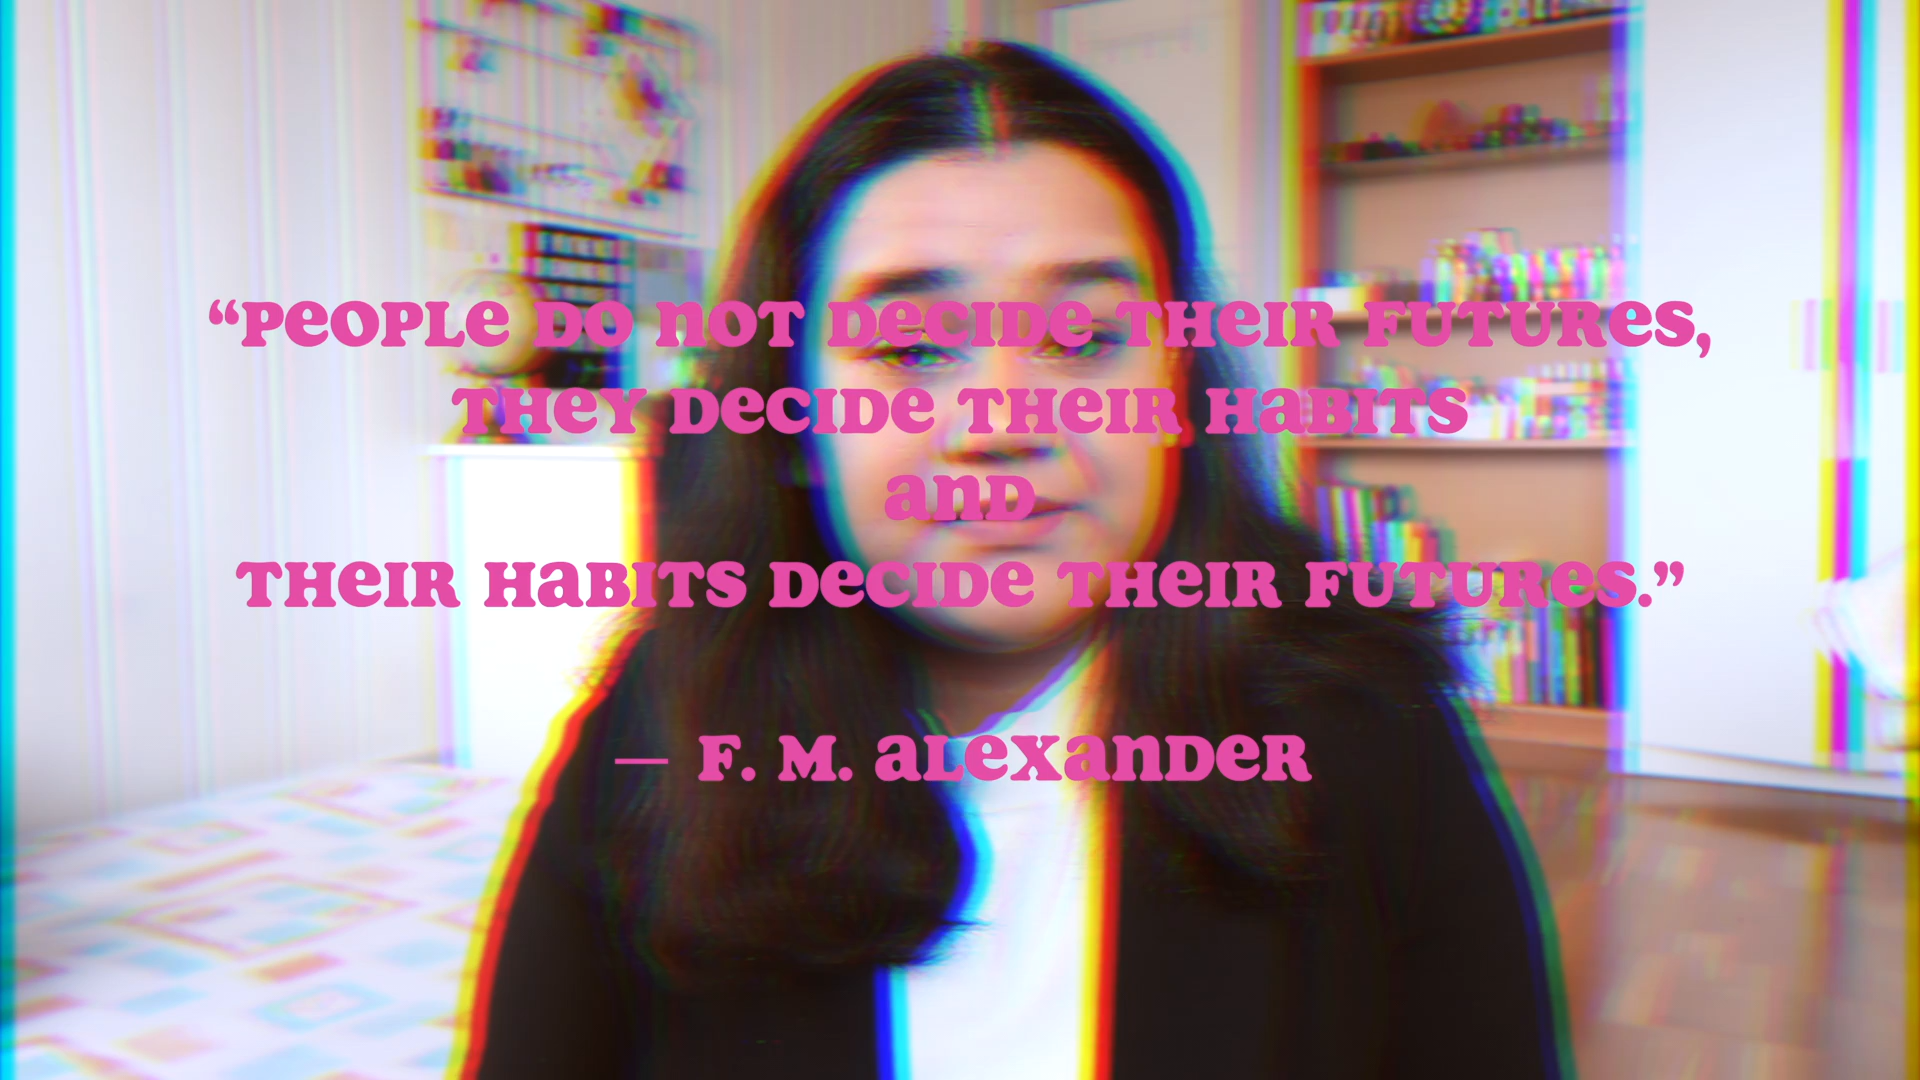 “PEOPLE DO NOT DECIDE THEIR FUTURES,
THEY DECIDE THEIR HABITS
AND
THEIR HABITS DECIDE THEIR FUTURES.”
— F. M. ALEXANDER